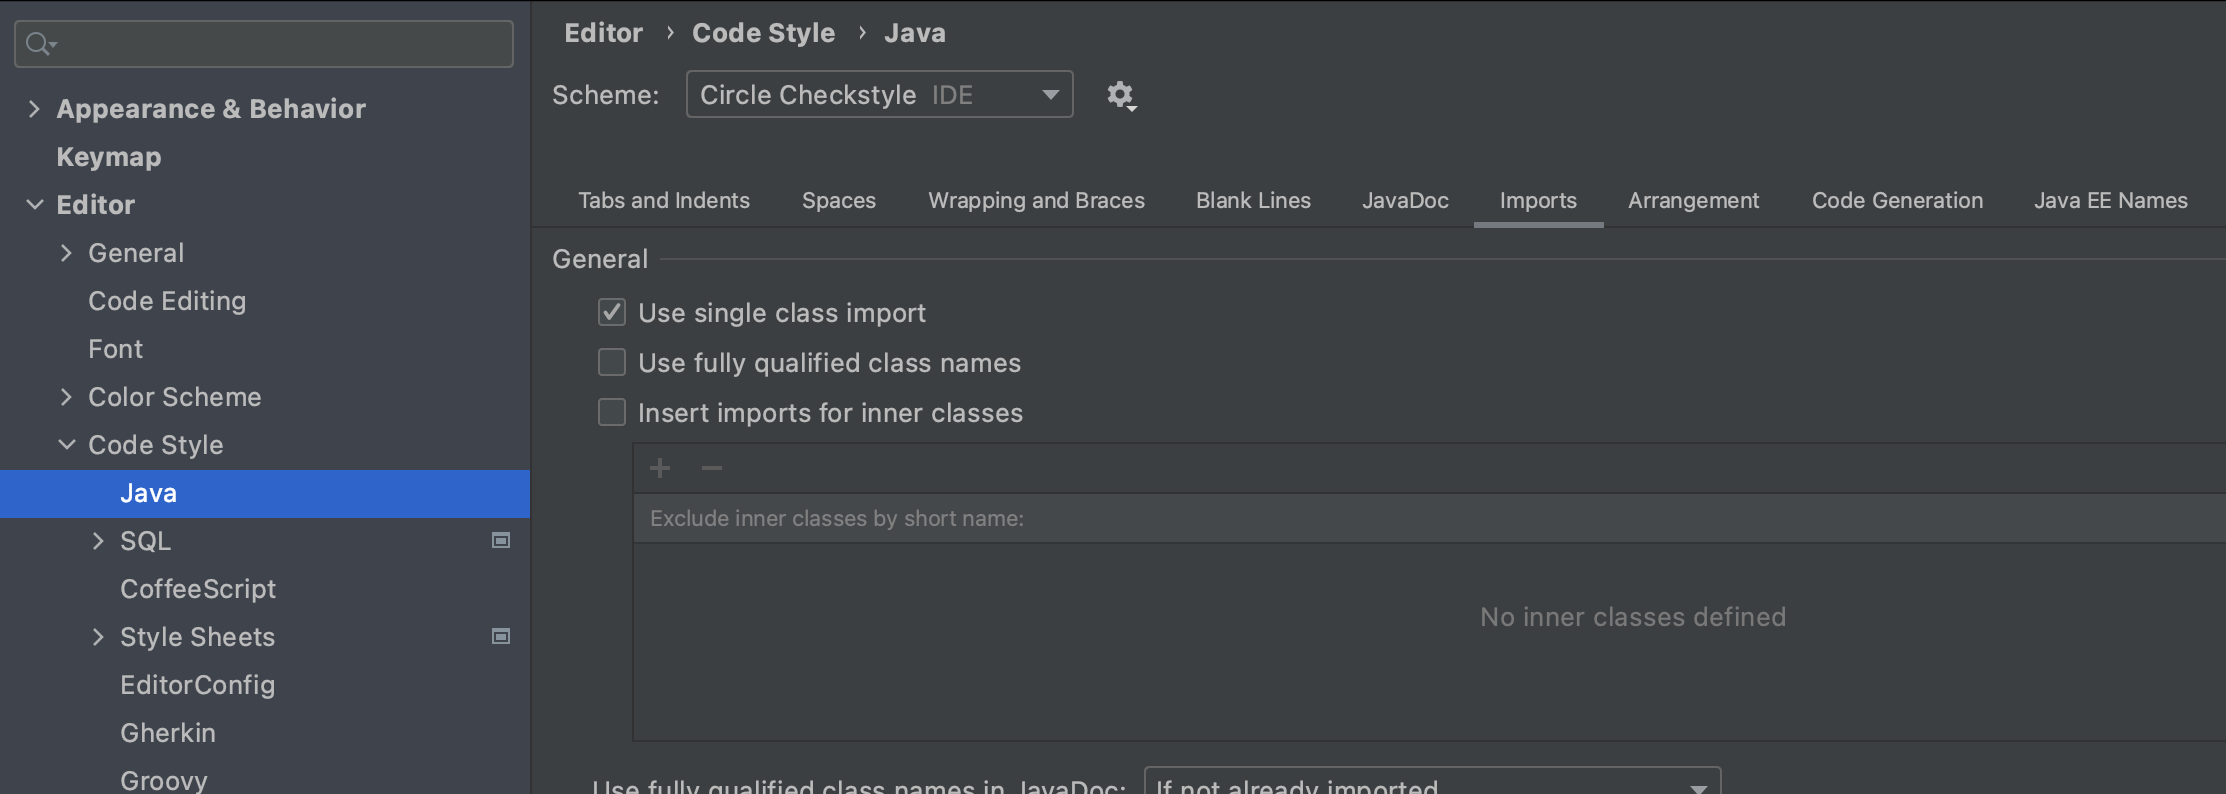 Appearance & Behavior
Keymap
Editor
General
Code Editing
Font
Color Scheme
Code Style
Java
SQL
CoffeeScript
Style Sheets
EditorConfig
Gherkin
Groovy
Editor › Code Style › Java
Scheme: Circle Checkstyle IDE
Tabs and Indents Spaces Wrapping and Braces Blank Lines JavaDoc Imports Arrangement Code Generation Java EE Names
General
Use single class import
Use fully qualified class names
Insert imports for inner classes
Exclude inner classes by short name:
No inner classes defined
Use fully qualified class names in JavaDoc: If not already imported